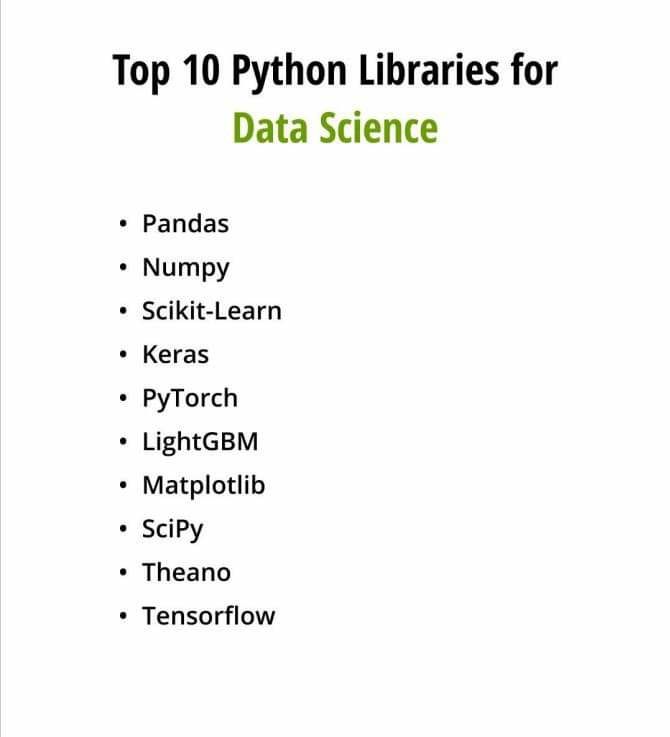 Top 10 Python Libraries for
Data Science
• Pandas
• Numpy
• Scikit-Learn
• Keras
• PyTorch
• LightGBM
• Matplotlib
• SciPy
• Theano
• Tensorflow